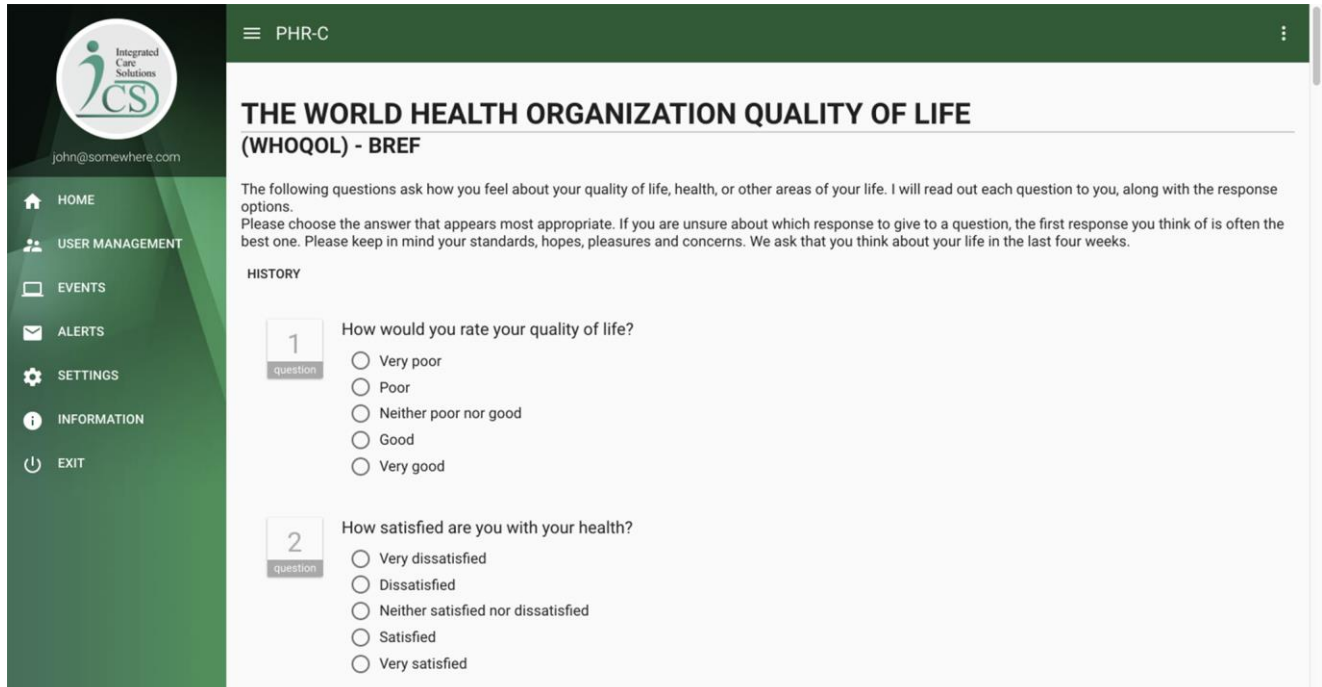 Integrated
Care
Solutions
ICS
john@somewhere.com
HOME
USER MANAGEMENT
EVENTS
ALERTS
SETTINGS
INFORMATION
EXIT
PHR-C
THE WORLD HEALTH ORGANIZATION QUALITY OF LIFE
(WHOQOL) - BREF
The following questions ask how you feel about your quality of life, health, or other areas of your life. I will read out each question to you, along with the response
options.
Please choose the answer that appears most appropriate. If you are unsure about which response to give to a question, the first response you think of is often the
best one. Please keep in mind your standards, hopes, pleasures and concerns. We ask that you think about your life in the last four weeks.
HISTORY
1
question
How would you rate your quality of life?
Very poor
Poor
Neither poor nor good
Good
Very good
2
question
How satisfied are you with your health?
Very dissatisfied
Dissatisfied
Neither satisfied nor dissatisfied
Satisfied
Very satisfied